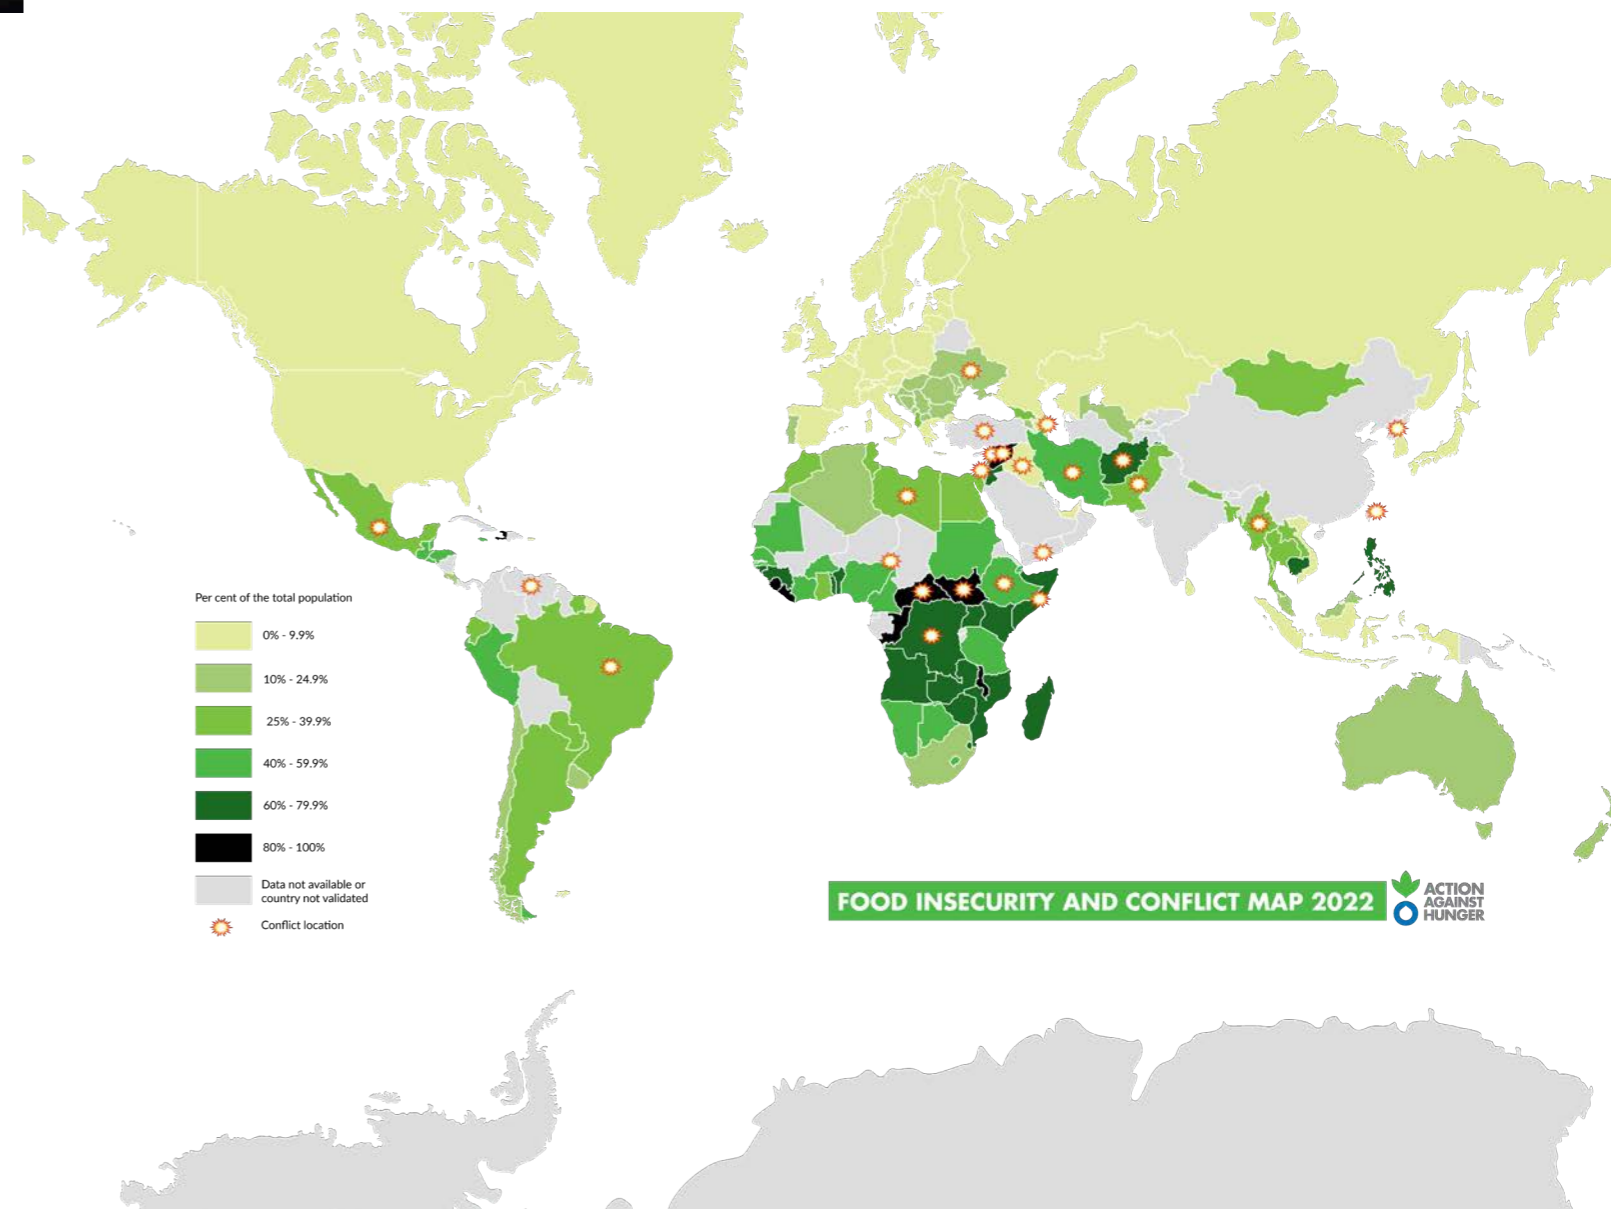 Per cent of the total population
0% - 9.9%
10% - 24.9%
25% - 39.9%
40% - 59.9%
60% - 79.9%
80% - 100%
Data not available or
country not validated
Conflict location
FOOD INSECURITY AND CONFLICT MAP 2022
ACTION
AGAINST
HUNGER